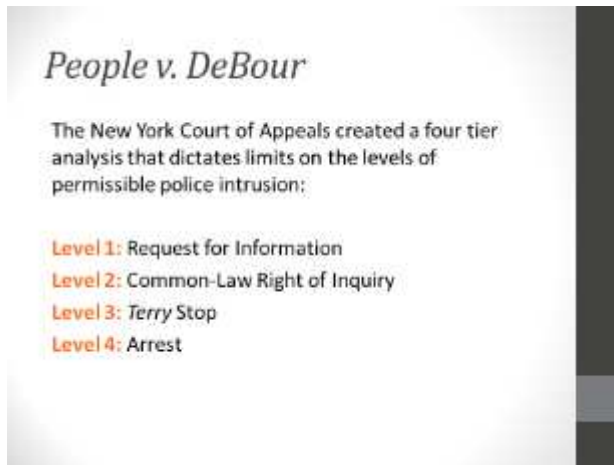 People v. DeBour
The New York Court of Appeals created a four tier
analysis that dictates limits on the levels of
permissible police intrusion:
Level 1: Request for Information
Level 2: Common-Law Right of Inquiry
Level 3: Terry Stop
Level 4: Arrest